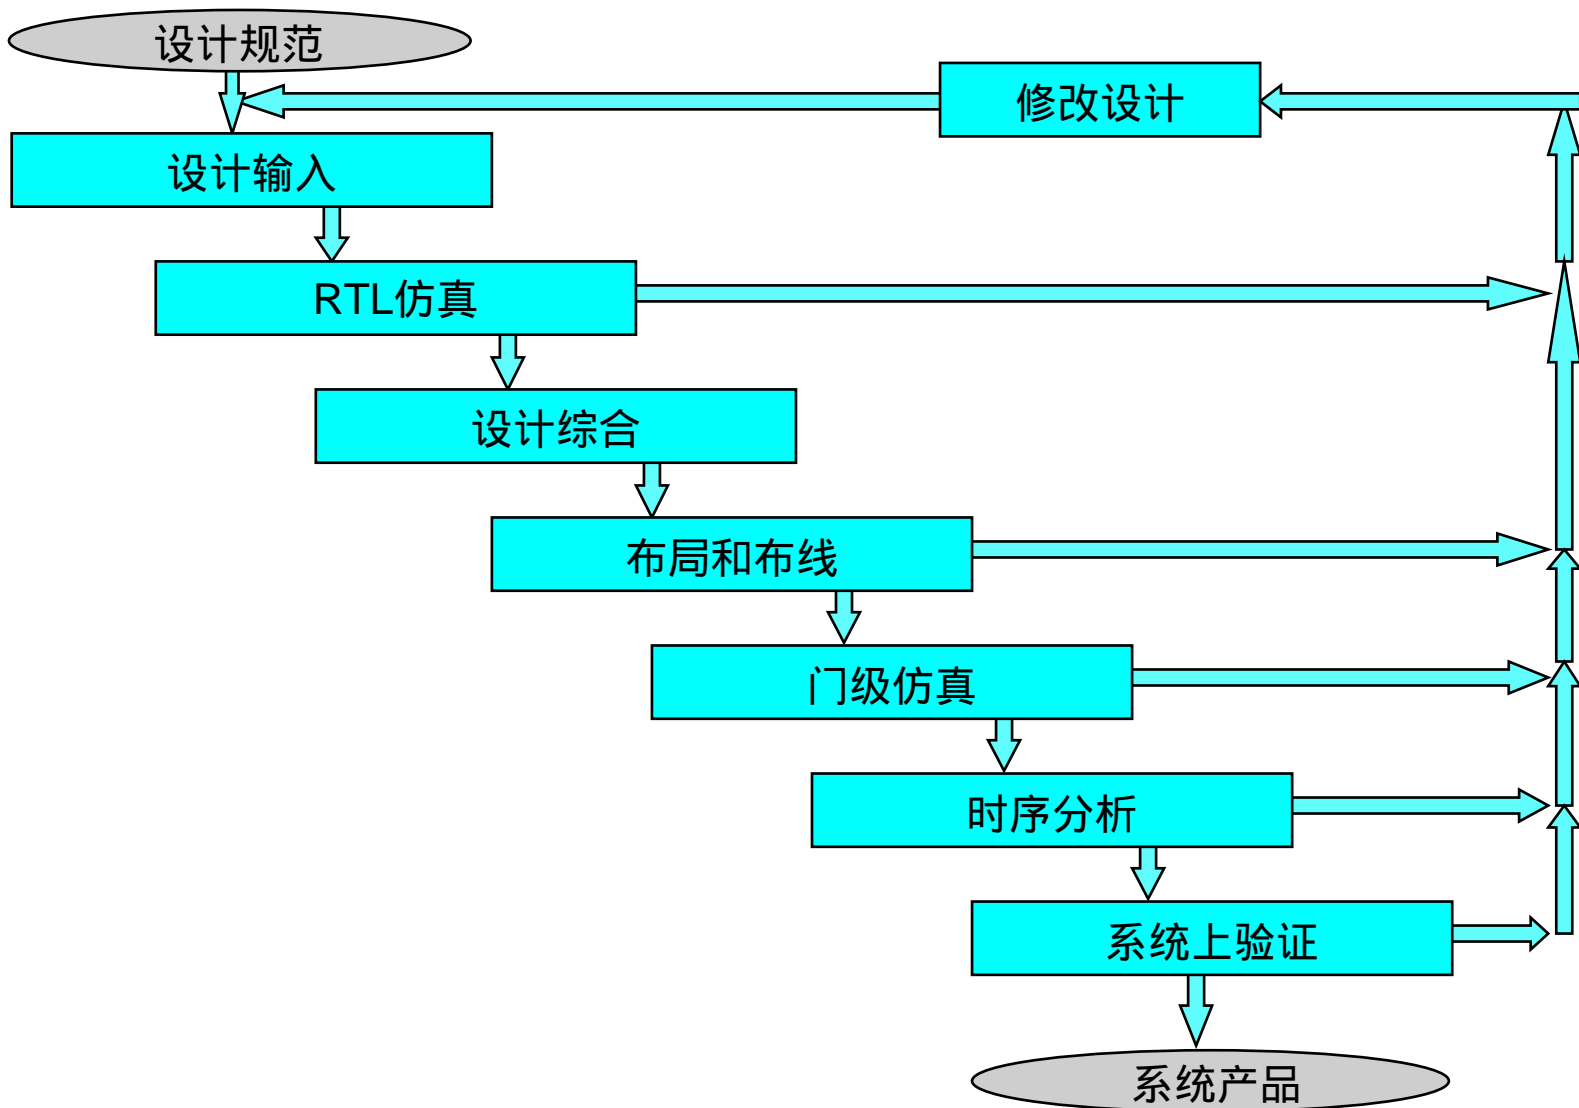 设计规范
修改设计
设计输入
RTL仿真
设计综合
布局和布线
门级仿真
时序分析
系统上验证
系统产品